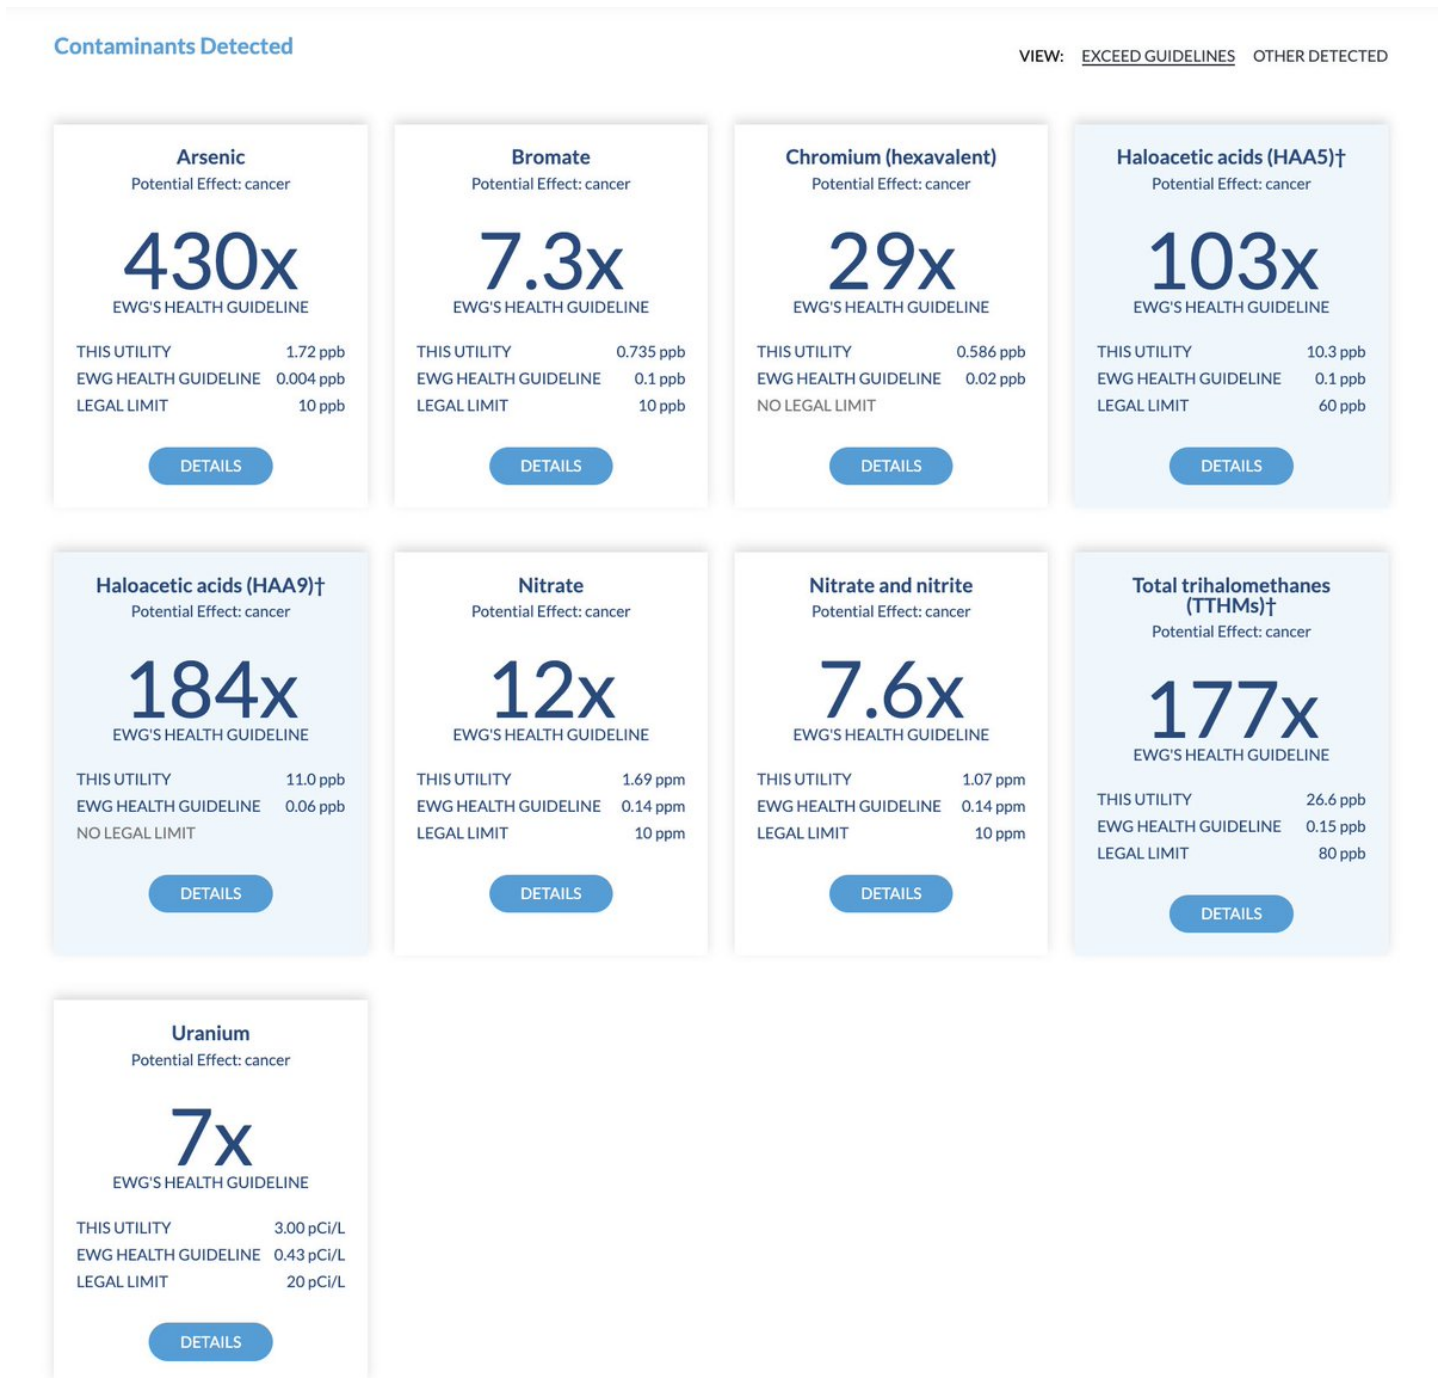 Contaminants Detected
VIEW: EXCEED GUIDELINES OTHER DETECTED
Arsenic
Potential Effect: cancer
430x
EWG'S HEALTH GUIDELINE
THIS UTILITY 1.72 ppb
EWG HEALTH GUIDELINE 0.004 ppb
LEGAL LIMIT 10 ppb
DETAILS
Bromate
Potential Effect: cancer
7.3x
EWG'S HEALTH GUIDELINE
THIS UTILITY 0.735 ppb
EWG HEALTH GUIDELINE 0.1 ppb
LEGAL LIMIT 10 ppb
DETAILS
Chromium (hexavalent)
Potential Effect: cancer
29x
EWG'S HEALTH GUIDELINE
THIS UTILITY 0.586 ppb
EWG HEALTH GUIDELINE 0.02 ppb
NO LEGAL LIMIT
DETAILS
Haloacetic acids (HAA5)†
Potential Effect: cancer
103x
EWG'S HEALTH GUIDELINE
THIS UTILITY 10.3 ppb
EWG HEALTH GUIDELINE 0.1 ppb
LEGAL LIMIT 60 ppb
DETAILS
Haloacetic acids (HAA9)†
Potential Effect: cancer
184x
EWG'S HEALTH GUIDELINE
THIS UTILITY 11.0 ppb
EWG HEALTH GUIDELINE 0.06 ppb
NO LEGAL LIMIT
DETAILS
Nitrate
Potential Effect: cancer
12x
EWG'S HEALTH GUIDELINE
THIS UTILITY 1.69 ppm
EWG HEALTH GUIDELINE 0.14 ppm
LEGAL LIMIT 10 ppm
DETAILS
Nitrate and nitrite
Potential Effect: cancer
7.6x
EWG'S HEALTH GUIDELINE
THIS UTILITY 1.07 ppm
EWG HEALTH GUIDELINE 0.14 ppm
LEGAL LIMIT 10 ppm
DETAILS
Total trihalomethanes
(TTHMs)†
Potential Effect: cancer
177x
EWG'S HEALTH GUIDELINE
THIS UTILITY 26.6 ppb
EWG HEALTH GUIDELINE 0.15 ppb
LEGAL LIMIT 80 ppb
DETAILS
Uranium
Potential Effect: cancer
7x
EWG'S HEALTH GUIDELINE
THIS UTILITY 3.00 pCi/L
EWG HEALTH GUIDELINE 0.43 pCi/L
LEGAL LIMIT 20 pCi/L
DETAILS